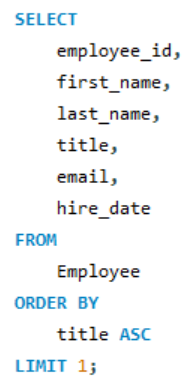 SELECT
    employee_id,
    first_name,
    last_name,
    title,
    email,
    hire_date
FROM
    Employee
ORDER BY
    title ASC
LIMIT 1;